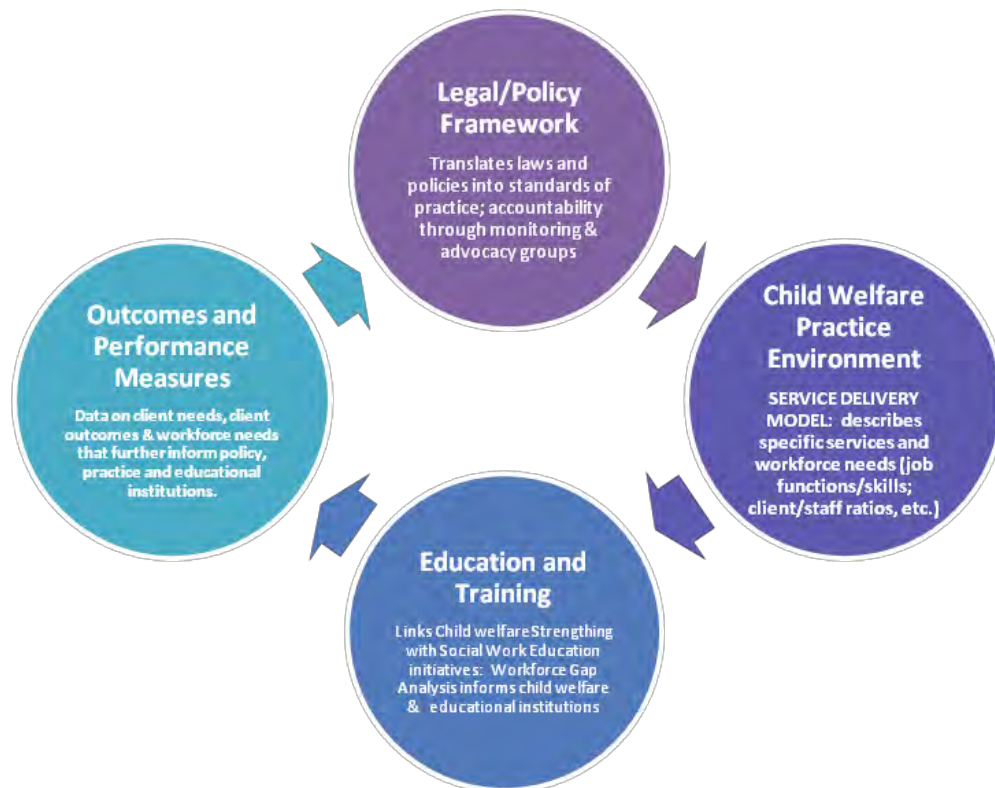 Legal/Policy
Framework
Translates laws and
policies into standards of
practice; accountability
through monitoring &
advocacy groups
Child Welfare
Practice
Environment
SERVICE DELIVERY
MODEL: describes
specific services and
workforce needs (job
functions/skills;
client/staff ratios, etc.)
Education and
Training
Links Child welfare Strengthing
with Social Work Education
initiatives: Workforce Gap
Analysis informs child welfare
& educational institutions
Outcomes and
Performance
Measures
Data on client needs, client
outcomes & workforce needs
that further inform policy,
practice and educational
institutions.